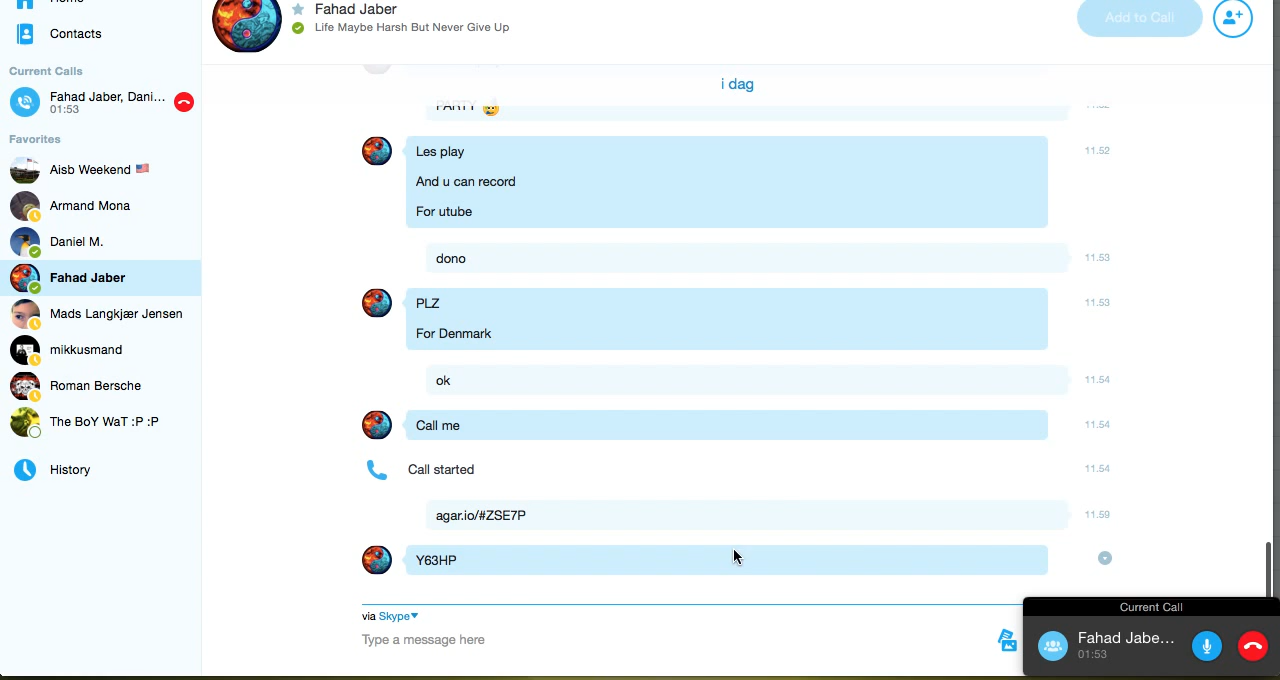 Home
Contacts
Current Calls
Fahad Jaber, Dani...
01:53
Favorites
Aisb Weekend
Armand Mona
Daniel M.
Fahad Jaber
Mads Langkjær Jensen
mikkusmand
Roman Bersche
The BoY WaT :P :P
History
Fahad Jaber
Life Maybe Harsh But Never Give Up
Add to Call
i dag
PARTY
Les play
11.52
And u can record
For utube
dono
11.53
PLZ
11.53
For Denmark
ok
11.54
Call me
11.54
Call started
11.54
agar.io/#ZSE7P
11.59
Y63HP
via Skype
Type a message here
Current Call
Fahad Jabe...
01:53